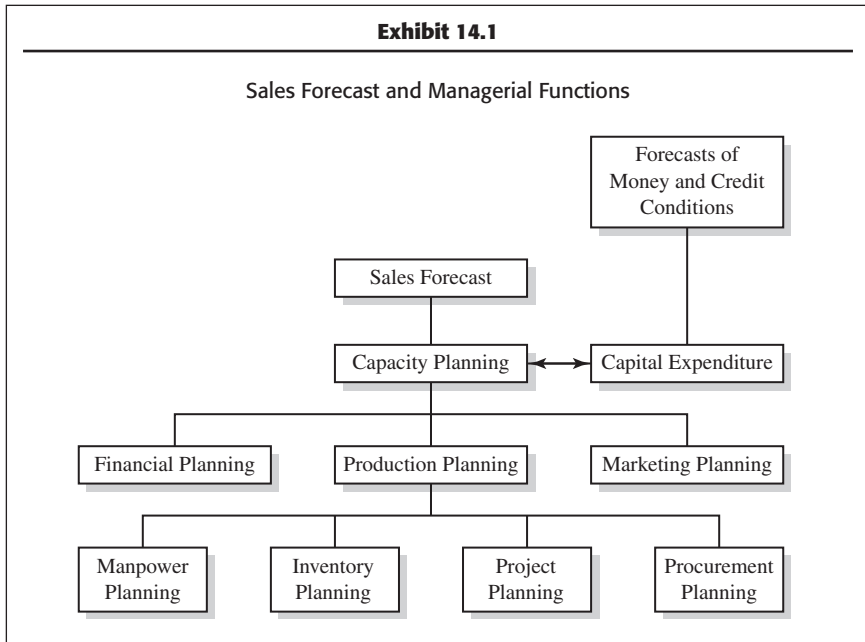 Exhibit 14.1
Sales Forecast and Managerial Functions
Forecasts of
Money and Credit
Conditions
Sales Forecast
Capacity Planning
Capital Expenditure
Financial Planning
Production Planning
Marketing Planning
Manpower
Planning
Inventory
Planning
Project
Planning
Procurement
Planning